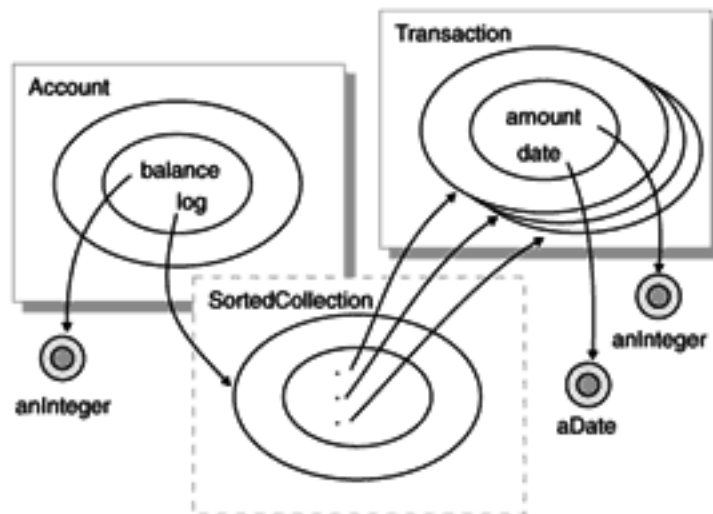 Transaction
Account
amount
date
balance
log
SortedCollection
anInteger
anInteger
aDate